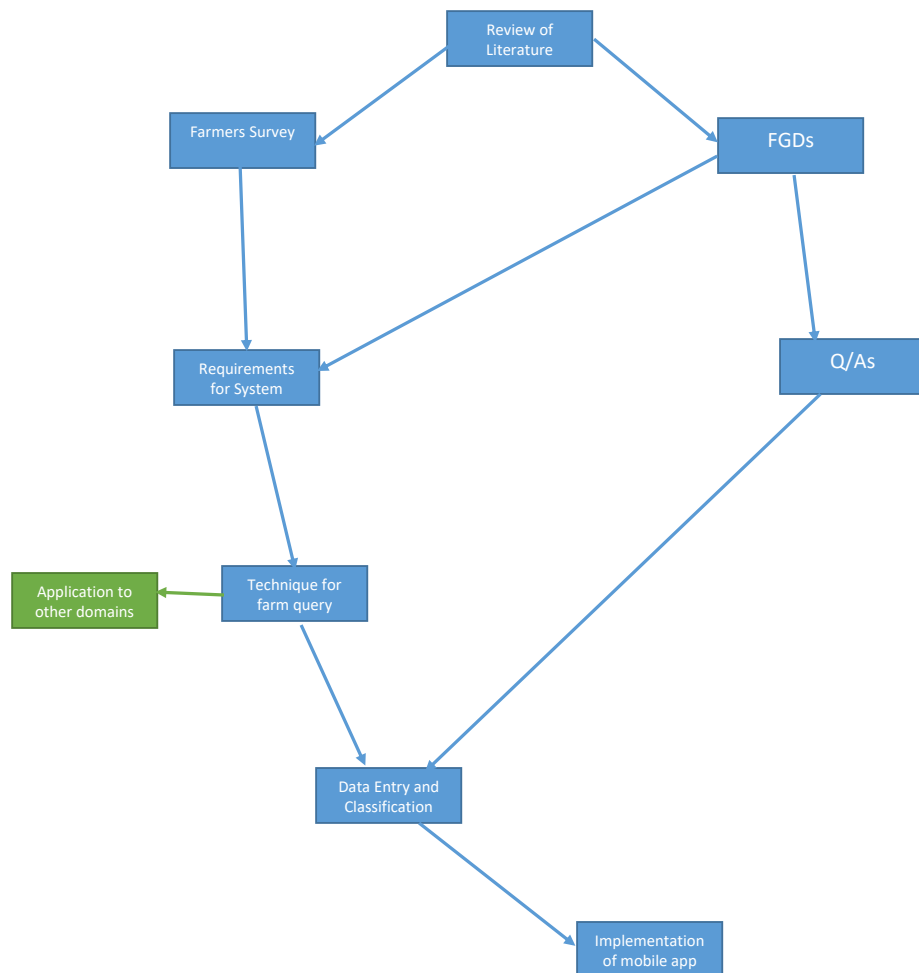 Review of
Literature
Farmers Survey
FGDs
Requirements
for System
Q/As
Application to
other domains
Technique for
farm query
Data Entry and
Classification
Implementation
of mobile app